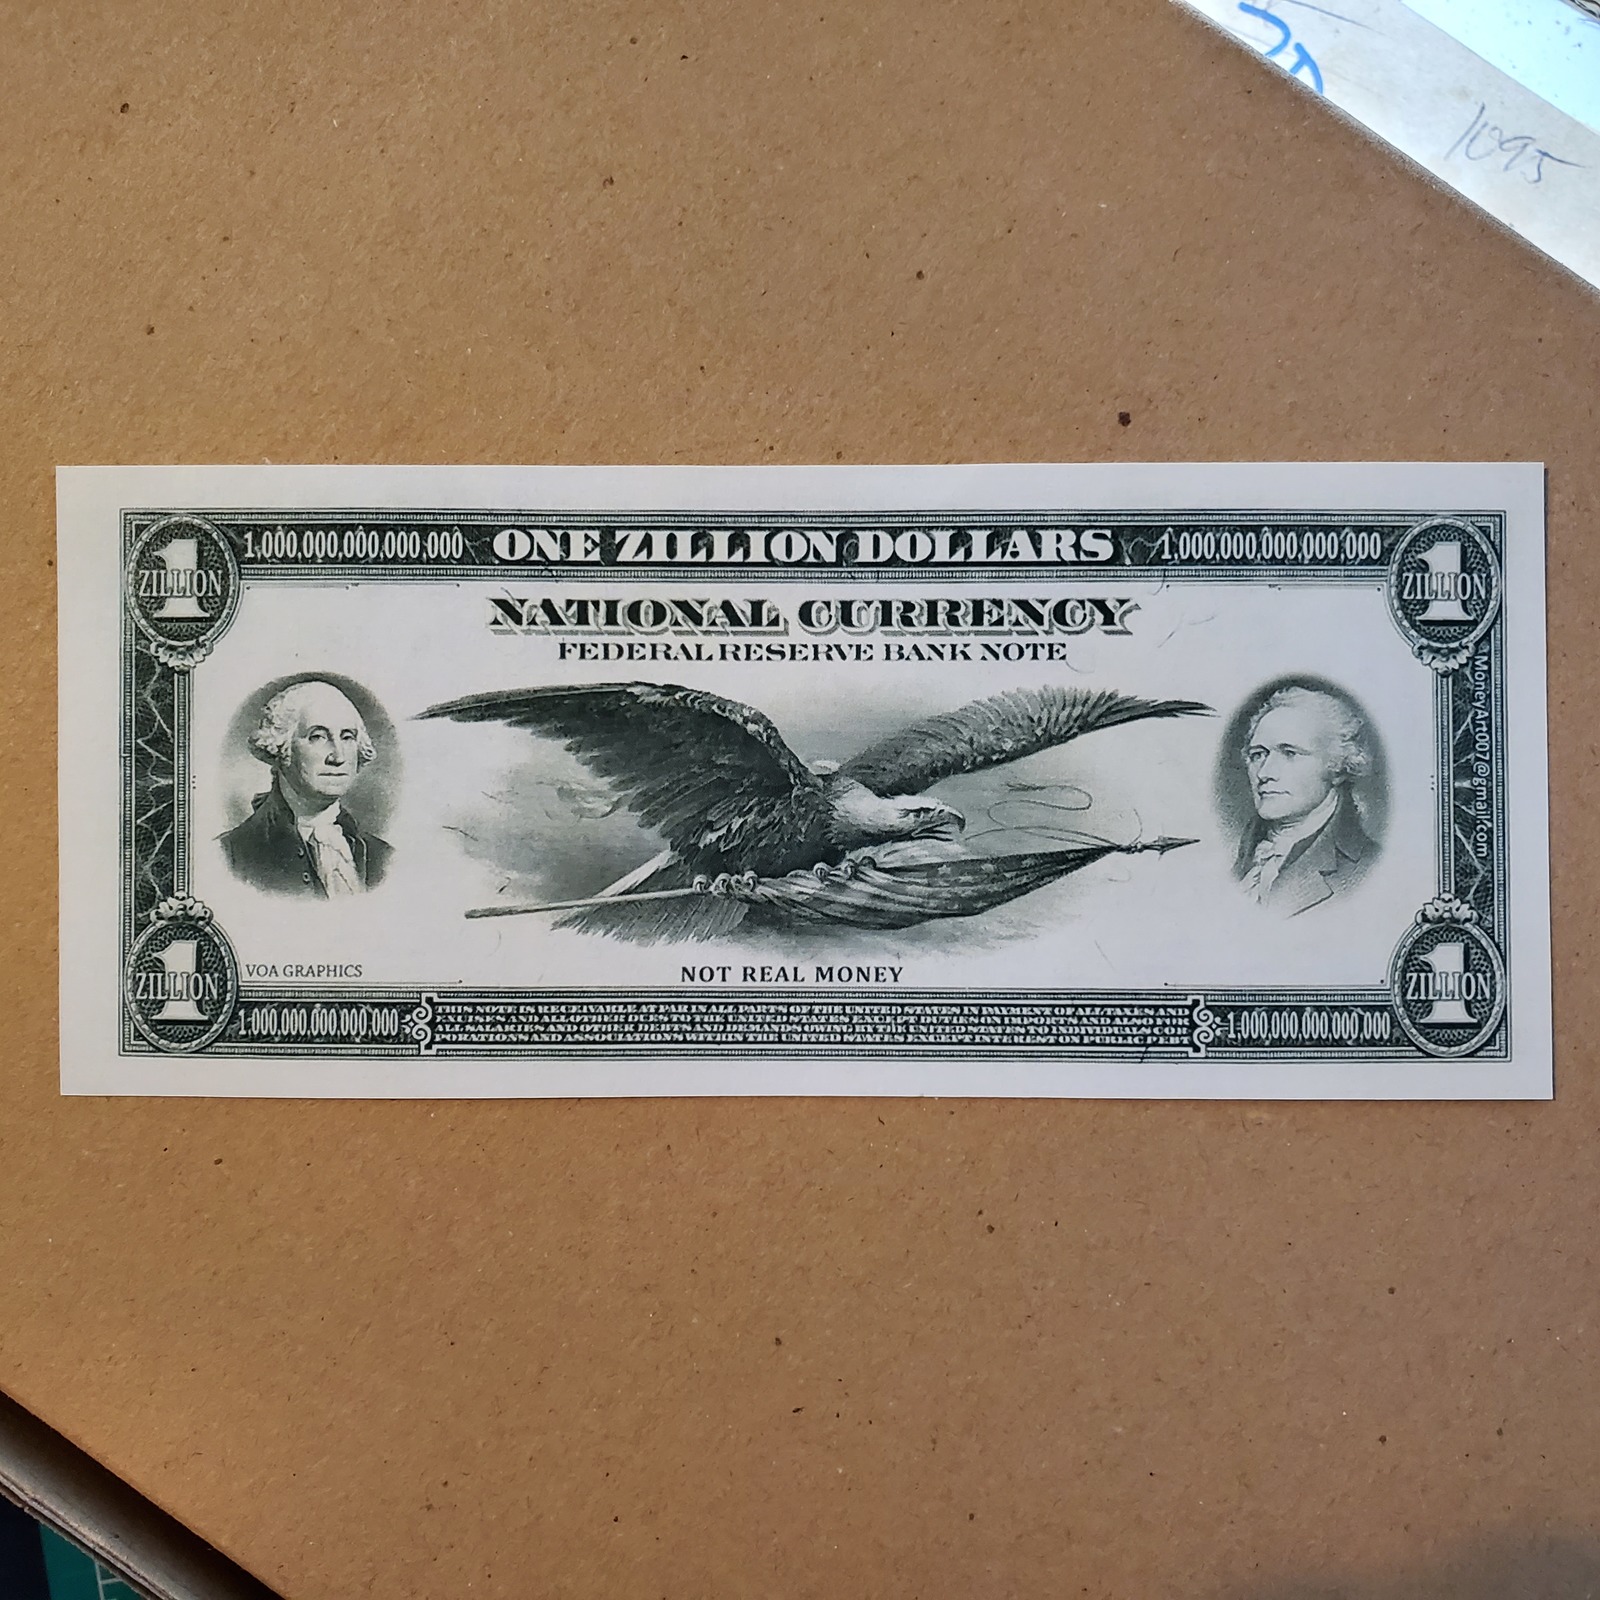 1095
1,000,000,000,000,000 ONE ZILLION DOLLARS 1,000,000,000,000,000
1 ZILLION
1 ZILLION
NATIONAL CURRENCY
FEDERAL RESERVE BANK NOTE
MoneyArt007@gmail.com
VOA GRAPHICS
NOT REAL MONEY
1 ZILLION
1 ZILLION
1,000,000,000,000,000
1,000,000,000,000,000
THIS NOTE IS RECEIVABLE AT PAR IN ALL PARTS OF THE UNITED STATES IN PAYMENT OF ALL TAXES AND
EXCISES AND ALL OTHER DUES TO THE UNITED STATES EXCEPT DUTIES ON IMPORTS AND ALSO FOR
ALL SALARIES AND OTHER DEBTS AND DEMANDS OWING BY THE UNITED STATES TO INDIVIDUALS COR
PORATIONS AND ASSOCIATIONS WITHIN THE UNITED STATES EXCEPT INTEREST ON PUBLIC DEBT